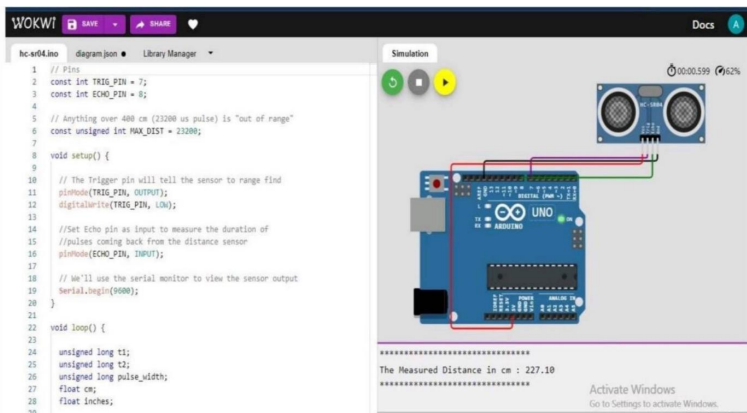 WOKWI SAVE SHARE Docs A
hc-sr04.ino diagram.json Library Manager
1 // Pins
2 const int TRIG_PIN = 7;
3 const int ECHO_PIN = 8;
4
5 // Anything over 400 cm (23200 us pulse) is "out of range"
6 const unsigned int MAX_DIST = 23200;
7
8 void setup() {
9
10 // The Trigger pin will tell the sensor to range find
11 pinMode(TRIG_PIN, OUTPUT);
12 digitalWrite(TRIG_PIN, LOW);
13
14 //Set Echo pin as input to measure the duration of
15 //pulses coming back from the distance sensor
16 pinMode(ECHO_PIN, INPUT);
17
18 // We'll use the serial monitor to view the sensor output
19 Serial.begin(9600);
20 }
21
22 void loop() {
23
24 unsigned long t1;
25 unsigned long t2;
26 unsigned long pulse_width;
27 float cm;
28 float inches;
Simulation
00:00.599 62%
HC-SR04
DIGITAL (PWM ~)
L
TX
RX
UNO
ON
ARDUINO
POWER
ANALOG IN
******************************
The Measured Distance in cm : 227.10
******************************
Activate Windows
Go to Settings to activate Windows.